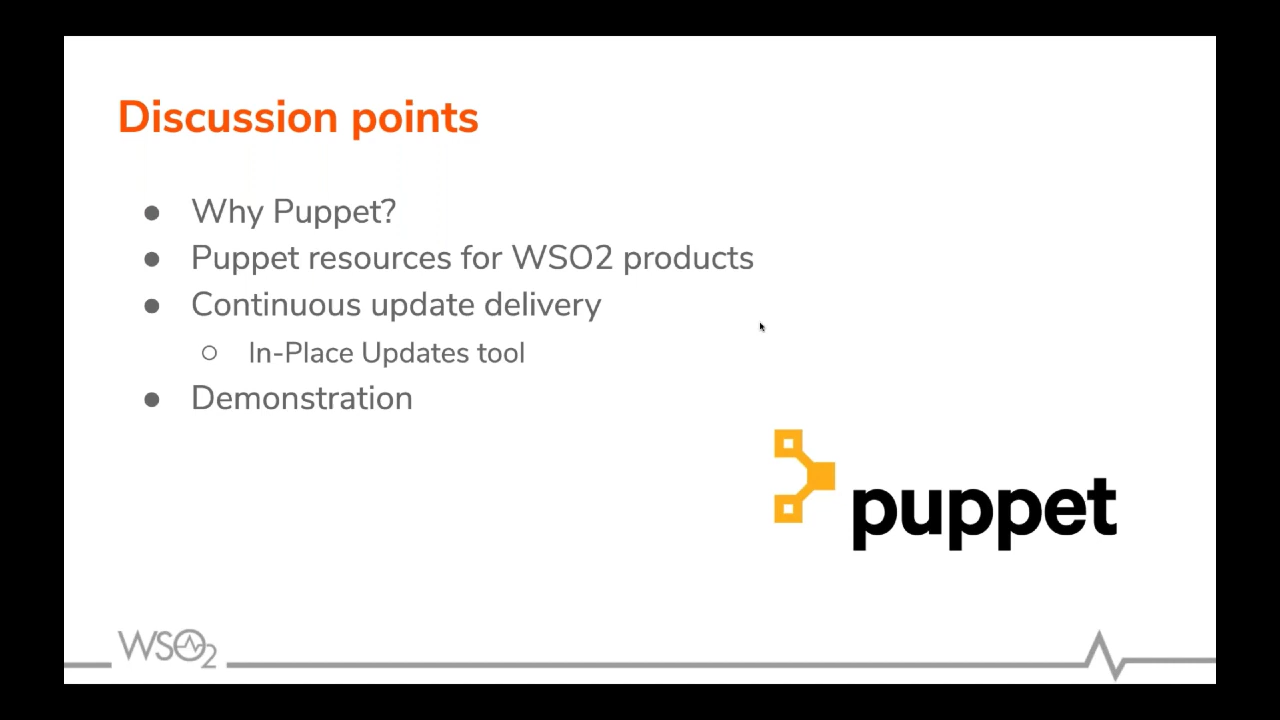 Discussion points
● Why Puppet?
● Puppet resources for WSO2 products
● Continuous update delivery
○ In-Place Updates tool
● Demonstration
puppet
WSO2